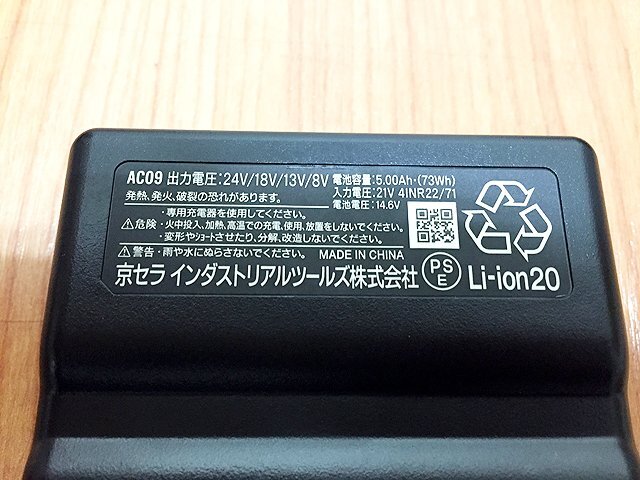 AC09 出力電圧:24V/18V/13V/8V 電池容量:5.00Ah・(73Wh)
発熱、発火、破裂の恐れがあります。 入力電圧:21V 4INR22/71
電池電圧:14.6V
・専用充電器を使用してください。
⚠危険・火中投入、加熱、高温での充電、使用、放置をしないでください。
・変形やショートさせたり、分解、改造しないでください。
⚠警告・雨や水にぬらさないでください。 MADE IN CHINA
京セラ インダストリアルツールズ株式会社 PSE Li-ion20